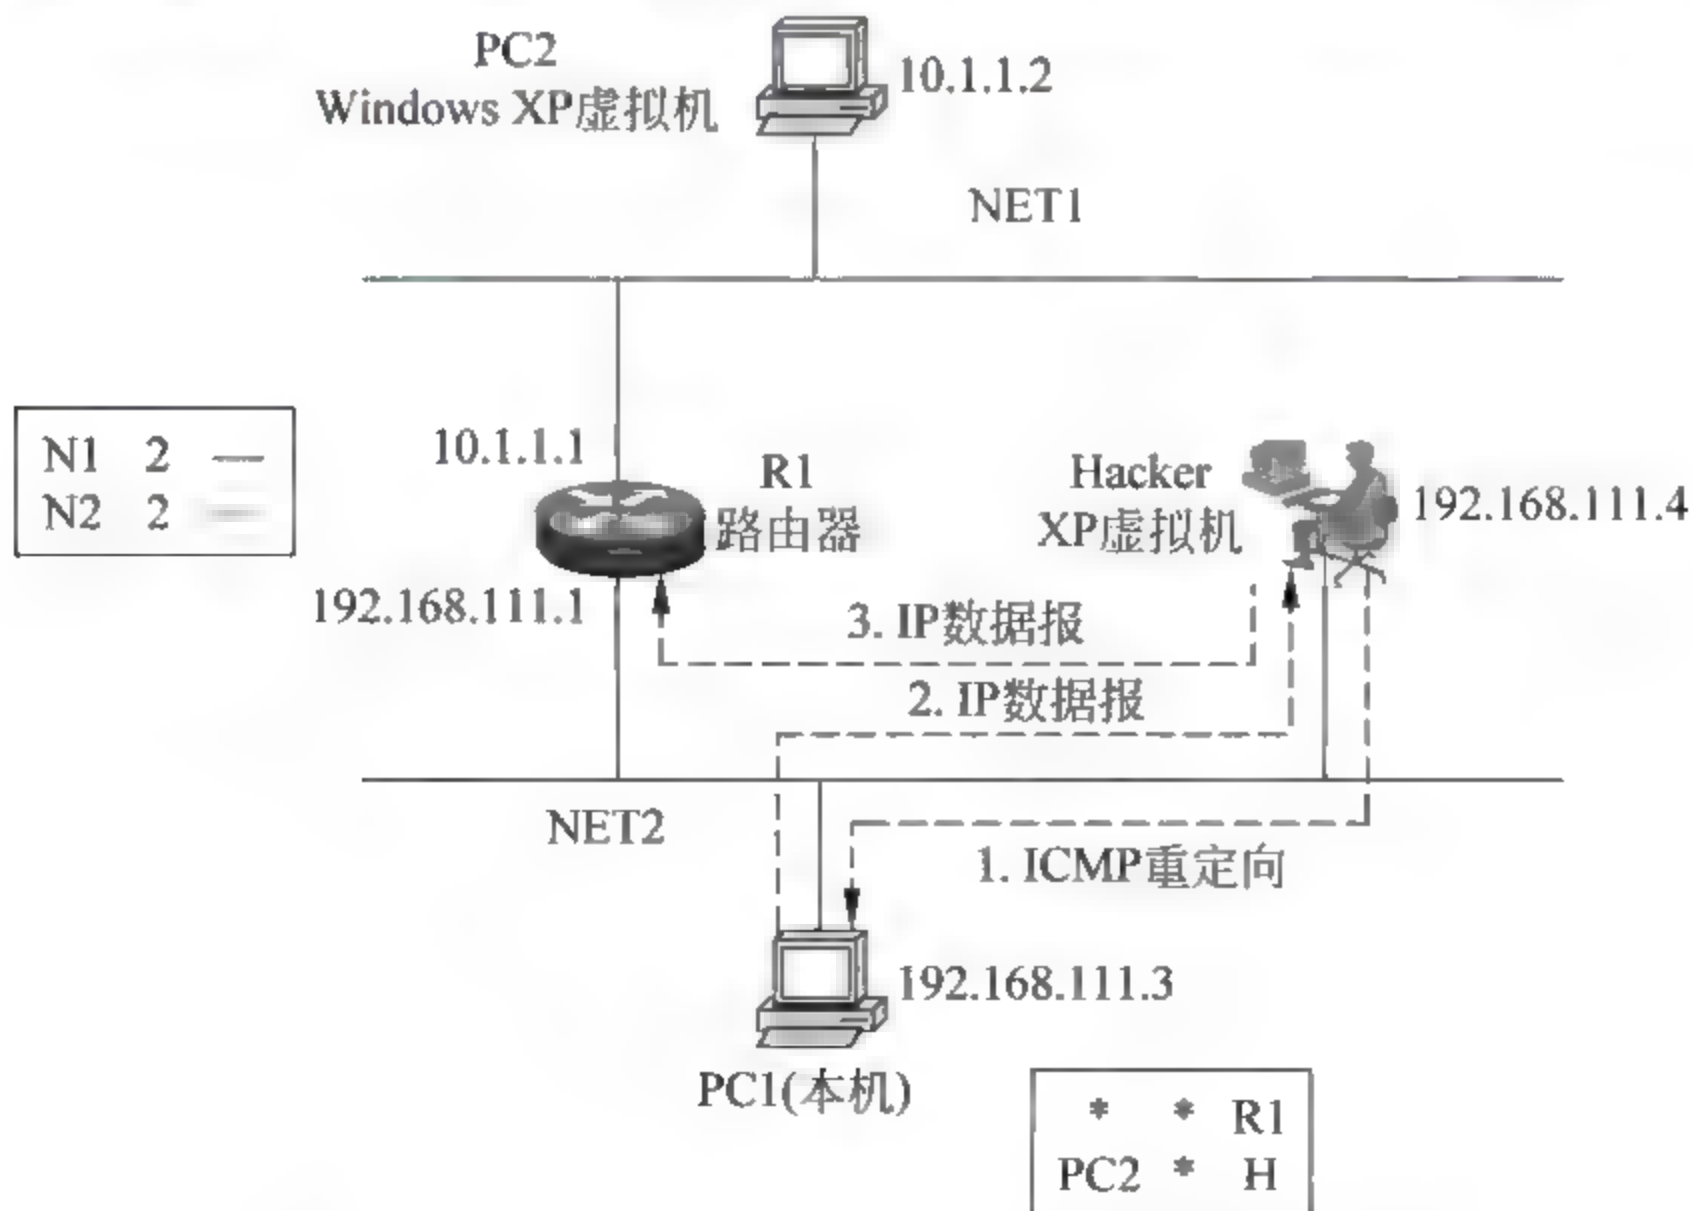 PC2
Windows XP虚拟机
10.1.1.2
NET1
N1 2 —
N2 2 —
10.1.1.1
R1
路由器
192.168.111.1
Hacker
XP虚拟机
192.168.111.4
3. IP数据报
2. IP数据报
NET2
1. ICMP重定向
192.168.111.3
PC1(本机)
* * R1
PC2 * H